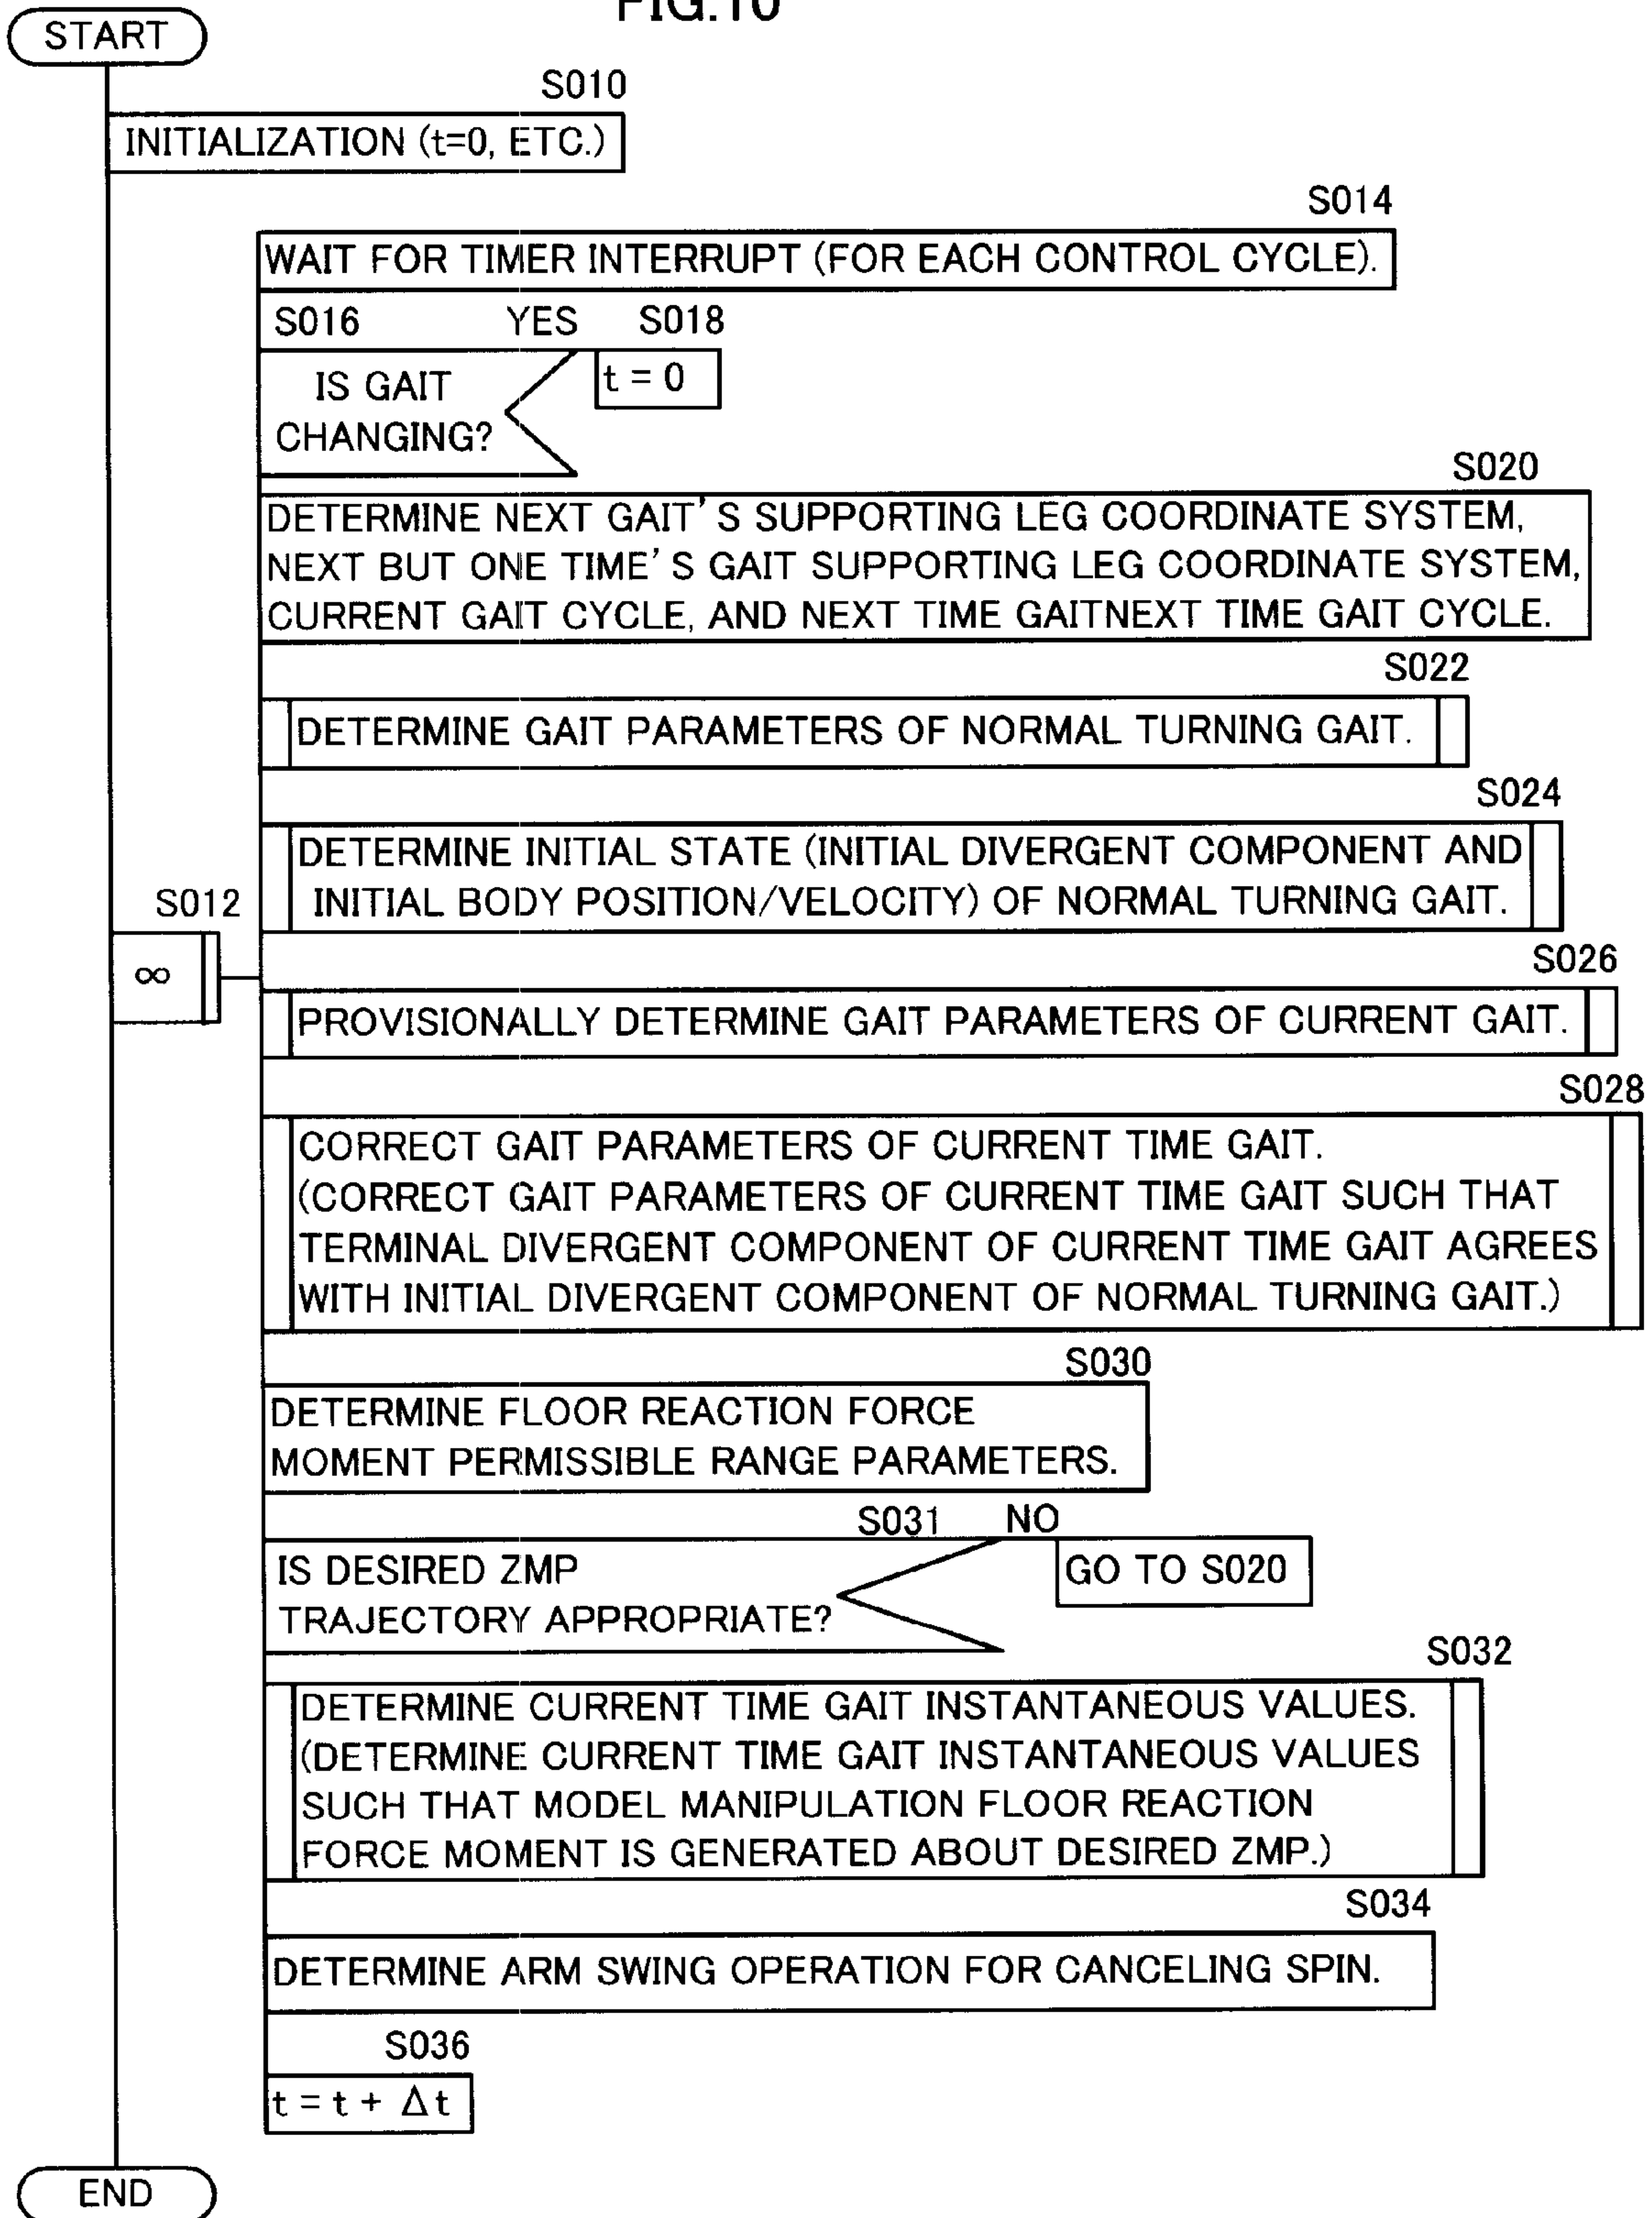 FIG.10
START
S010
INITIALIZATION (t=0, ETC.)
S014
WAIT FOR TIMER INTERRUPT (FOR EACH CONTROL CYCLE).
S016 YES S018
IS GAIT
CHANGING?
t = 0
S020
DETERMINE NEXT GAIT'S SUPPORTING LEG COORDINATE SYSTEM,
NEXT BUT ONE TIME'S GAIT SUPPORTING LEG COORDINATE SYSTEM,
CURRENT GAIT CYCLE, AND NEXT TIME GAITNEXT TIME GAIT CYCLE.
S022
DETERMINE GAIT PARAMETERS OF NORMAL TURNING GAIT.
S024
DETERMINE INITIAL STATE (INITIAL DIVERGENT COMPONENT AND
INITIAL BODY POSITION/VELOCITY) OF NORMAL TURNING GAIT.
S012
∞
S026
PROVISIONALLY DETERMINE GAIT PARAMETERS OF CURRENT GAIT.
S028
CORRECT GAIT PARAMETERS OF CURRENT TIME GAIT.
(CORRECT GAIT PARAMETERS OF CURRENT TIME GAIT SUCH THAT
TERMINAL DIVERGENT COMPONENT OF CURRENT TIME GAIT AGREES
WITH INITIAL DIVERGENT COMPONENT OF NORMAL TURNING GAIT.)
S030
DETERMINE FLOOR REACTION FORCE
MOMENT PERMISSIBLE RANGE PARAMETERS.
S031 NO
IS DESIRED ZMP
TRAJECTORY APPROPRIATE?
GO TO S020
S032
DETERMINE CURRENT TIME GAIT INSTANTANEOUS VALUES.
(DETERMINE CURRENT TIME GAIT INSTANTANEOUS VALUES
SUCH THAT MODEL MANIPULATION FLOOR REACTION
FORCE MOMENT IS GENERATED ABOUT DESIRED ZMP.)
S034
DETERMINE ARM SWING OPERATION FOR CANCELING SPIN.
S036
t = t + Δt
END